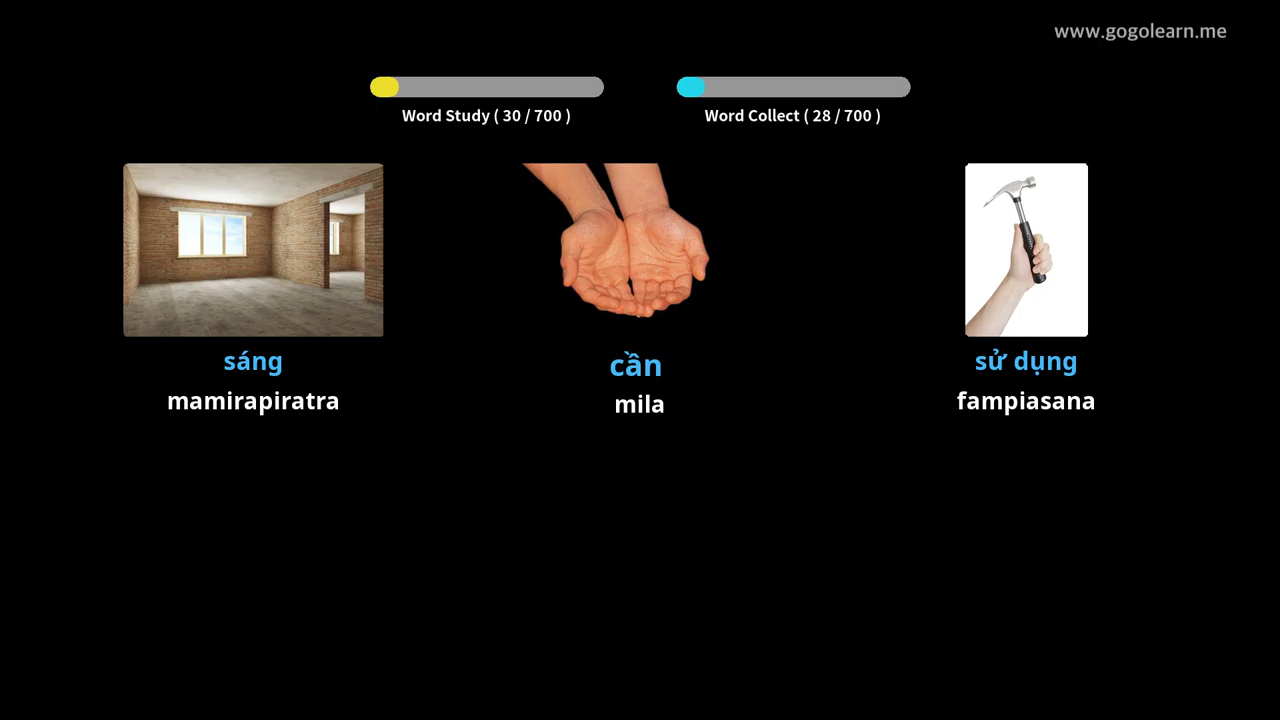 www.gogolearn.me
Word Study ( 30 / 700 )
Word Collect ( 28 / 700 )
sáng
mamirapiratra
cần
mila
sử dụng
fampiasana